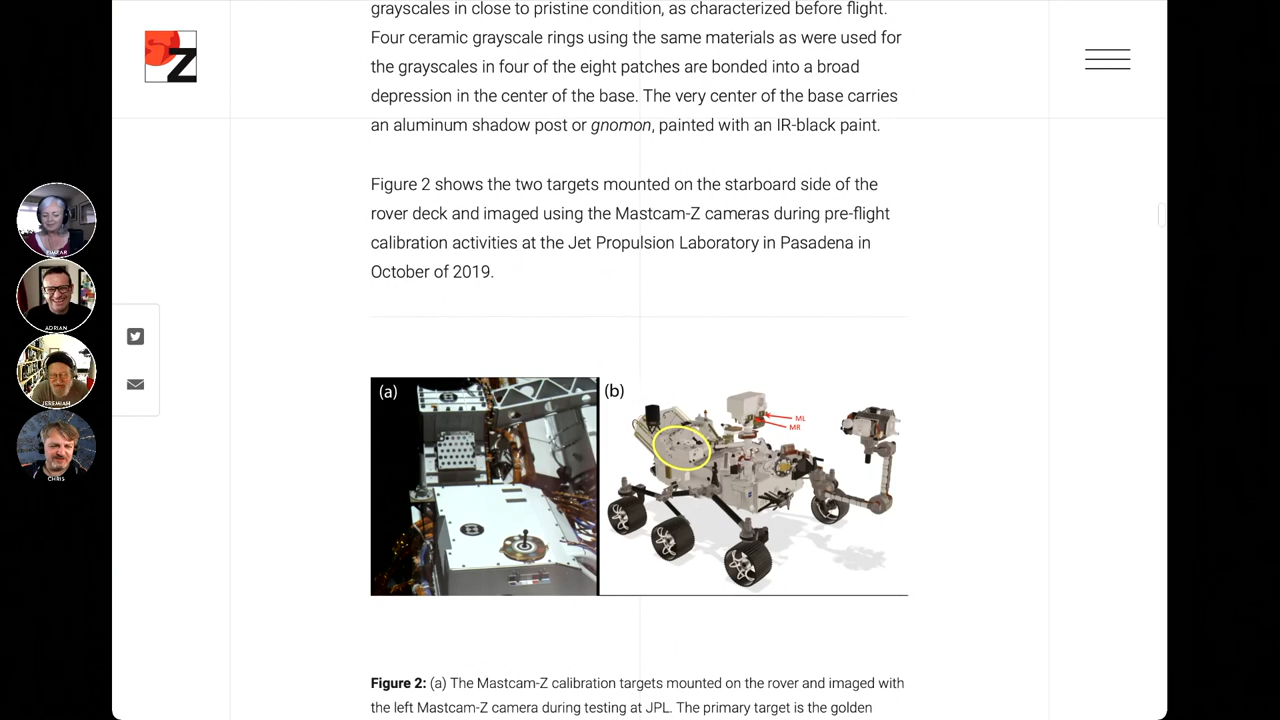 grayscales in close to pristine condition, as characterized before flight.
Four ceramic grayscale rings using the same materials as were used for
the grayscales in four of the eight patches are bonded into a broad
depression in the center of the base. The very center of the base carries
an aluminum shadow post or gnomon, painted with an IR-black paint.
Z
Figure 2 shows the two targets mounted on the starboard side of the
rover deck and imaged using the Mastcam-Z cameras during pre-flight
calibration activities at the Jet Propulsion Laboratory in Pasadena in
October of 2019.
EIMEAR
ADRIAN
JEREMIAH
CHRIS
(a)
(b)
ML
MR
Figure 2: (a) The Mastcam-Z calibration targets mounted on the rover and imaged with
the left Mastcam-Z camera during testing at JPL. The primary target is the golden